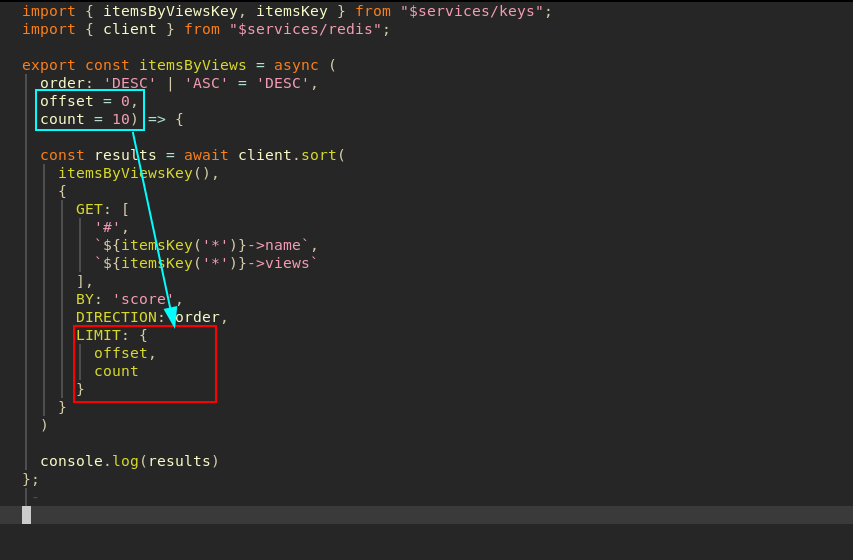 import { itemsByViewsKey, itemsKey } from "$services/keys";
import { client } from "$services/redis";
export const itemsByViews = async (
order: 'DESC' | 'ASC' = 'DESC',
offset = 0,
count = 10) => {
const results = await client.sort(
itemsByViewsKey(),
{
GET: [
'#',
`${itemsKey('*')}->name`,
`${itemsKey('*')}->views`
],
BY: 'score',
DIRECTION: order,
LIMIT: {
offset,
count
}
}
)
console.log(results)
};
-